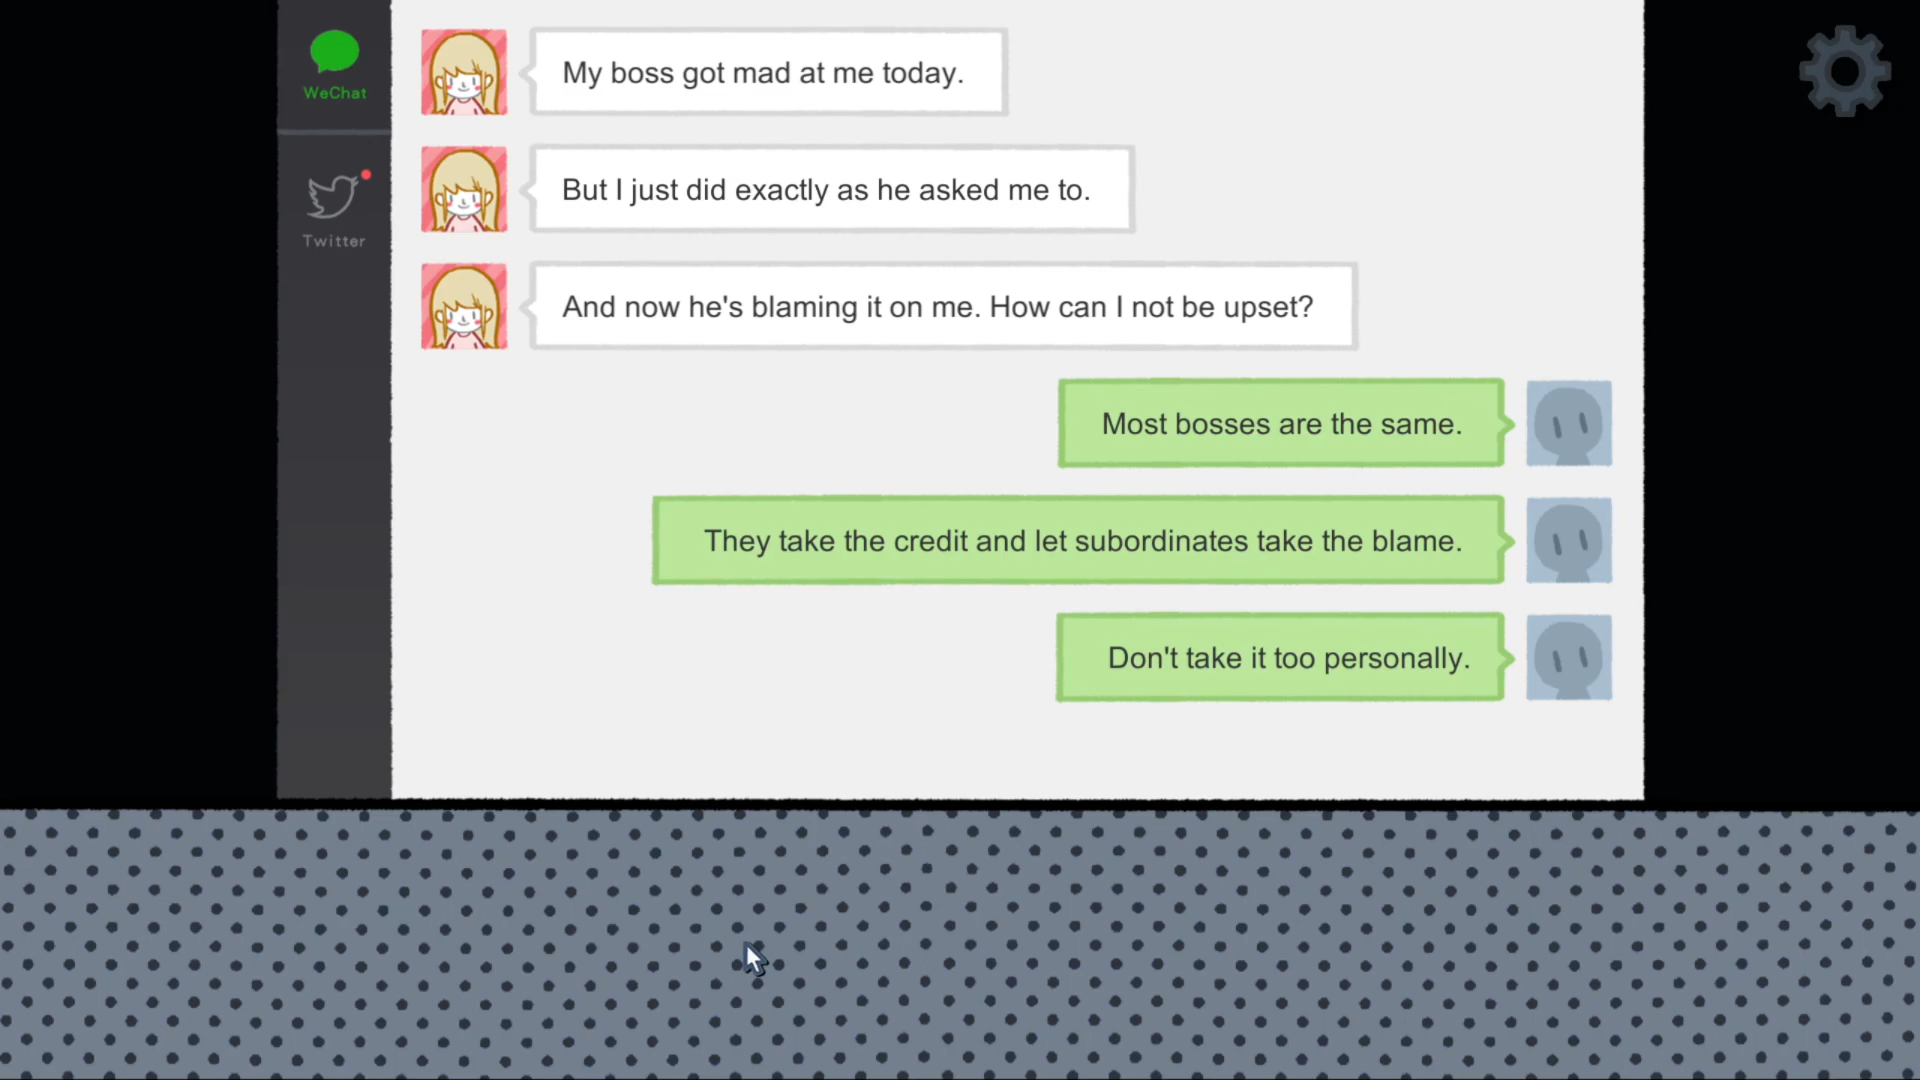 WeChat
Twitter
My boss got mad at me today.
But I just did exactly as he asked me to.
And now he's blaming it on me. How can I not be upset?
Most bosses are the same.
They take the credit and let subordinates take the blame.
Don't take it too personally.